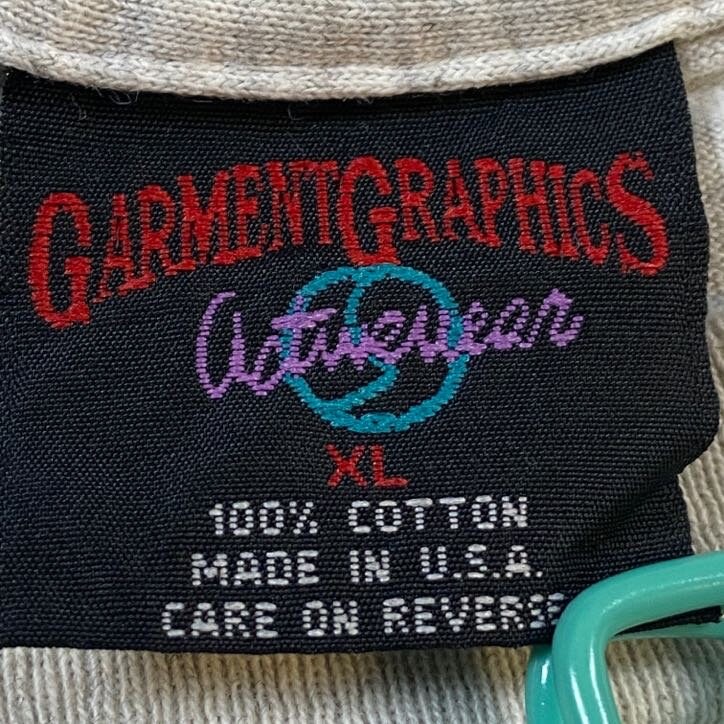 GARMENTGRAPHICS
Activewear
XL
100% COTTON
MADE IN U.S.A.
CARE ON REVERSE